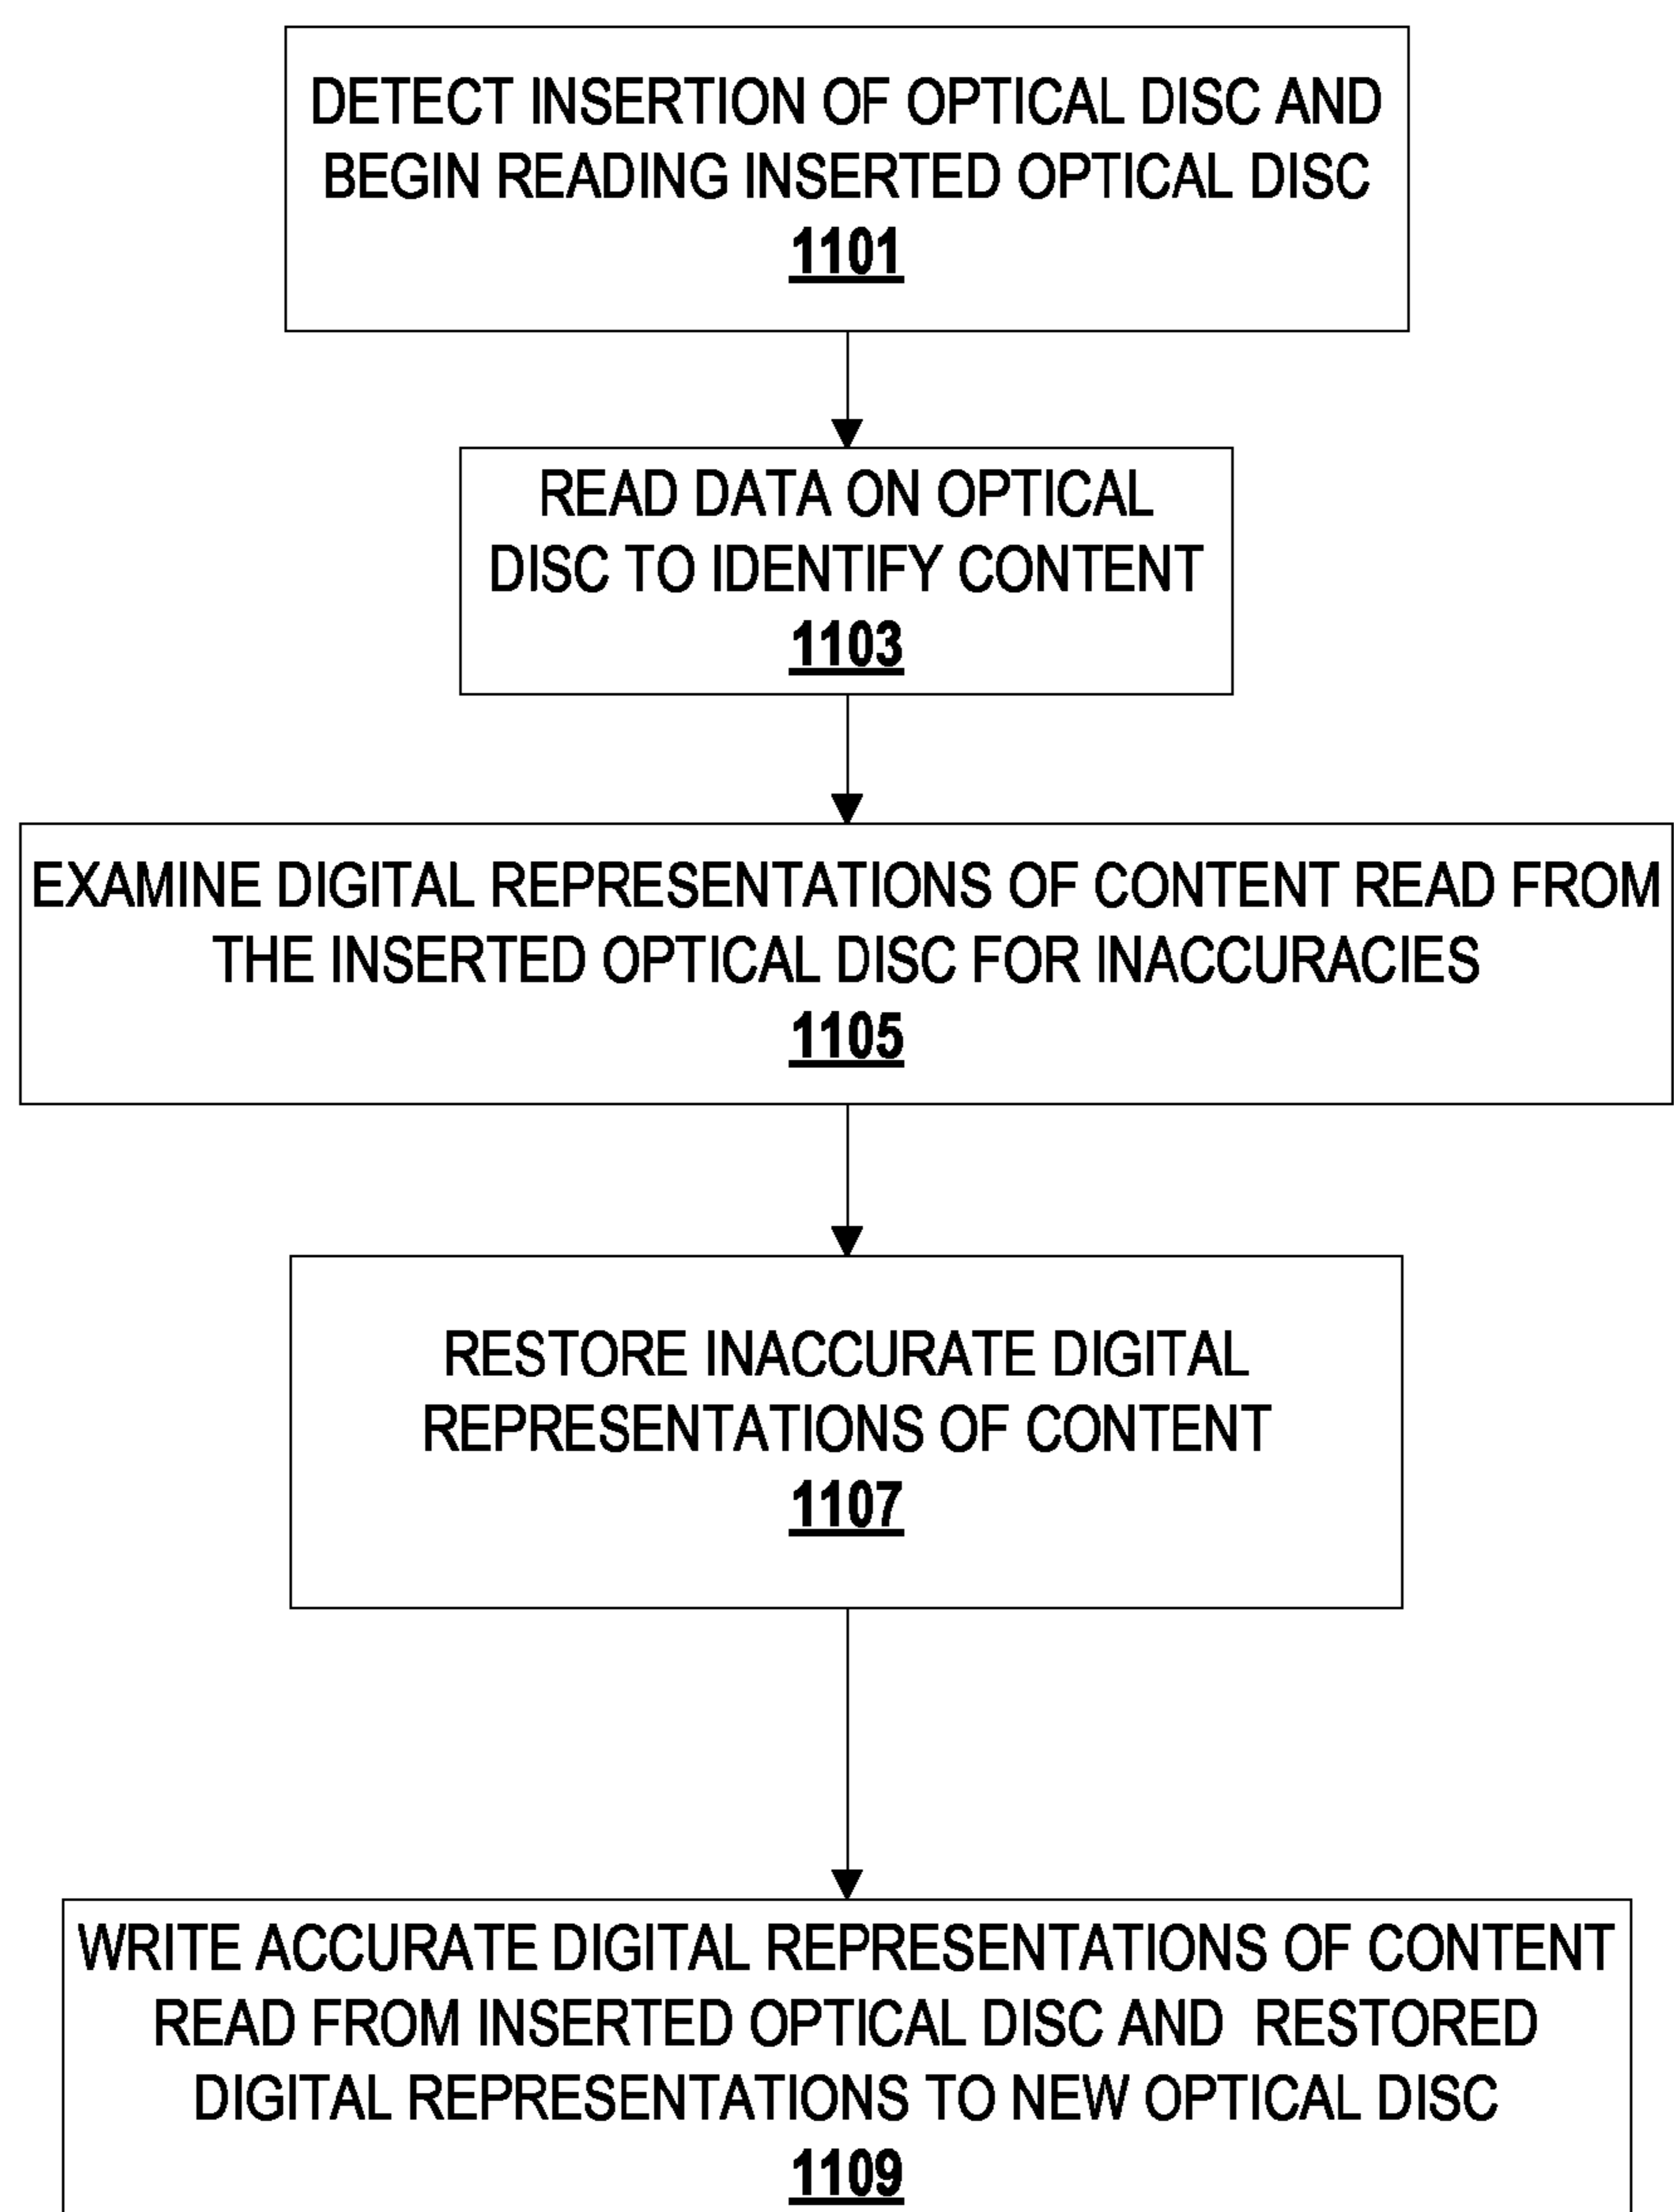 DETECT INSERTION OF OPTICAL DISC AND
BEGIN READING INSERTED OPTICAL DISC
1101
READ DATA ON OPTICAL
DISC TO IDENTIFY CONTENT
1103
EXAMINE DIGITAL REPRESENTATIONS OF CONTENT READ FROM
THE INSERTED OPTICAL DISC FOR INACCURACIES
1105
RESTORE INACCURATE DIGITAL
REPRESENTATIONS OF CONTENT
1107
WRITE ACCURATE DIGITAL REPRESENTATIONS OF CONTENT
READ FROM INSERTED OPTICAL DISC AND RESTORED
DIGITAL REPRESENTATIONS TO NEW OPTICAL DISC
1109